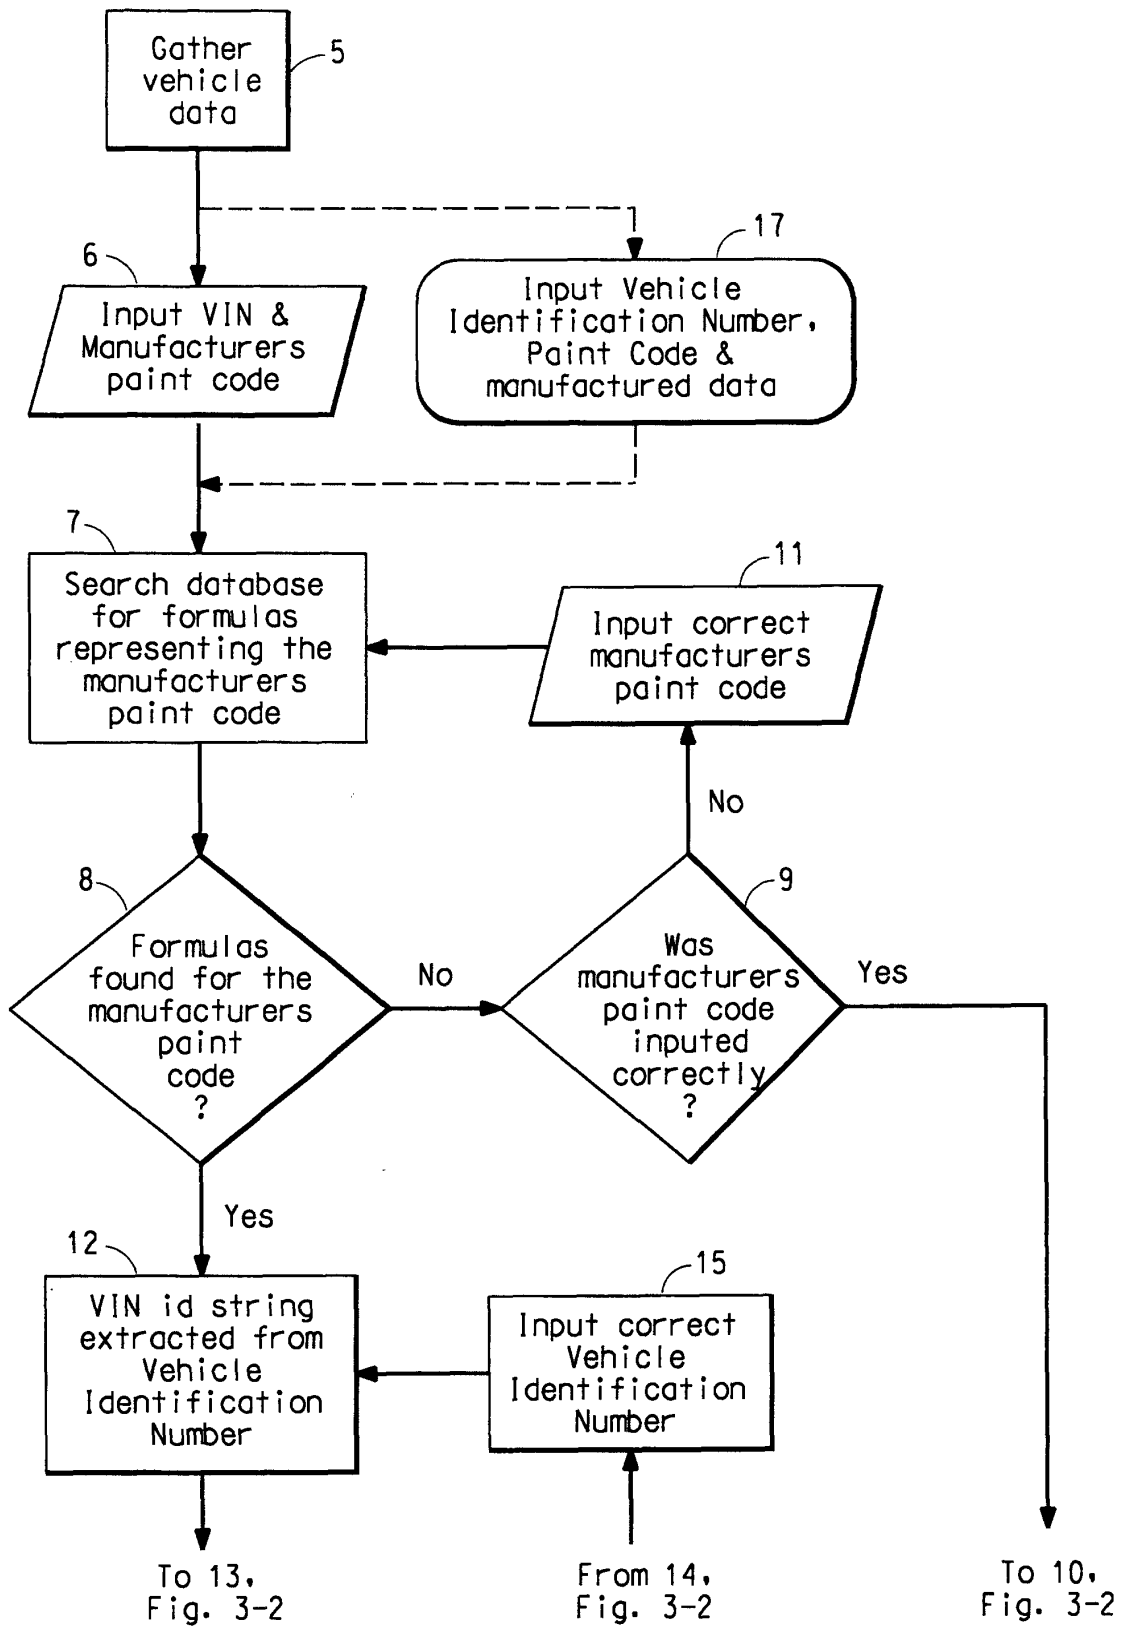 Gather
vehicle
data
5
17
6
Input VIN &
Manufacturers
paint code
Input Vehicle
Identification Number,
Paint Code &
manufactured data
7
Search database
for formulas
representing the
manufacturers
paint code
11
Input correct
manufacturers
paint code
No
8
Formulas
found for the
manufacturers
paint
code
?
No
9
Was
manufacturers
paint code
inputed
correctly
?
Yes
Yes
12
VIN id string
extracted from
Vehicle
Identification
Number
15
Input correct
Vehicle
Identification
Number
To 13,
Fig. 3-2
From 14,
Fig. 3-2
To 10,
Fig. 3-2